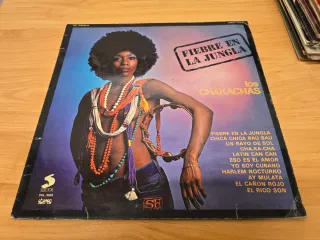 FIEBRE EN
LA JUNGLA
los
CHAKACHAS
FIEBRE EN LA JUNGLA
CHICA CHICA BAU BAU
UN RAYO DE SOL
CHA-KA-CHA
LATIN CAN CAN
ESO ES EL AMOR
YO SOY CUBANO
HARLEM NOCTURNO
AY MULATA
EL CAÑON ROJO
EL RICO SON
S